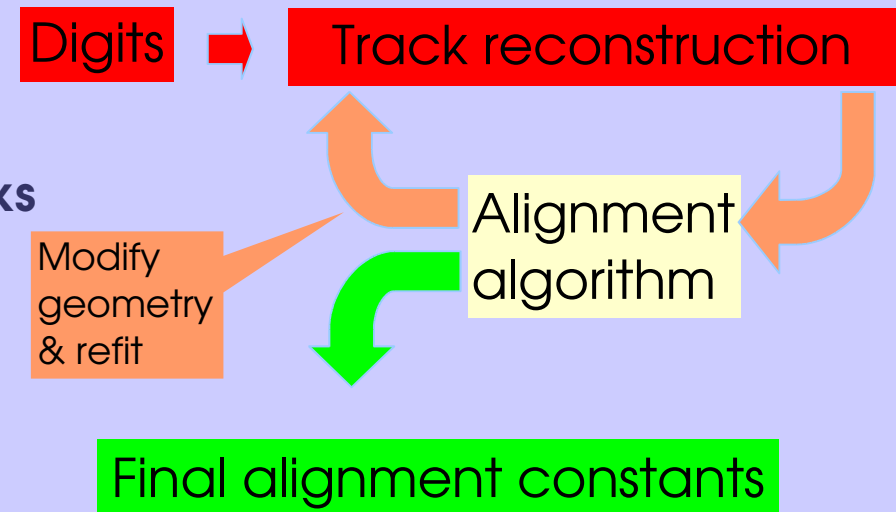 Digits
Track reconstruction
Alignment
algorithm
Modify
geometry
& refit
Final alignment constants